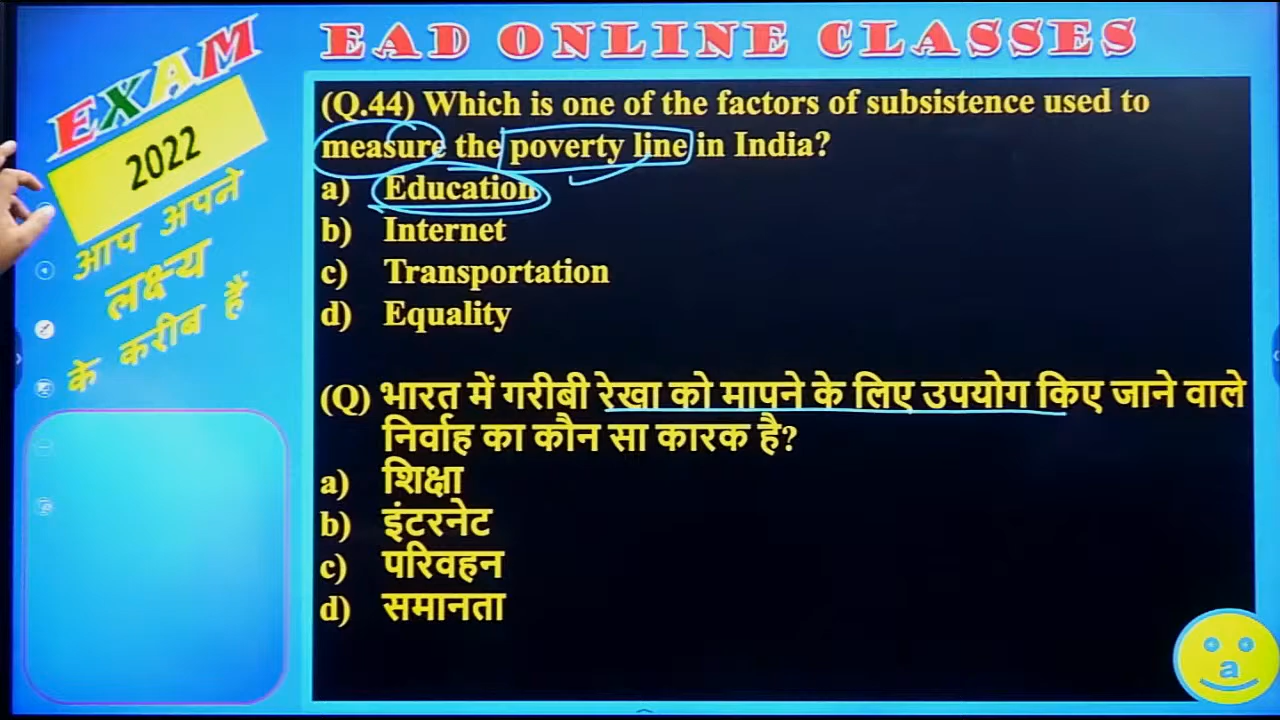 EXAM
2022
आप अपने
लक्ष्य
के करीब हैं
EAD ONLINE CLASSES
(Q.44) Which is one of the factors of subsistence used to
measure the poverty line in India?
a) Education
b) Internet
c) Transportation
d) Equality
(Q) भारत में गरीबी रेखा को मापने के लिए उपयोग किए जाने वाले
निर्वाह का कौन सा कारक है?
a) शिक्षा
b) इंटरनेट
c) परिवहन
d) समानता
a